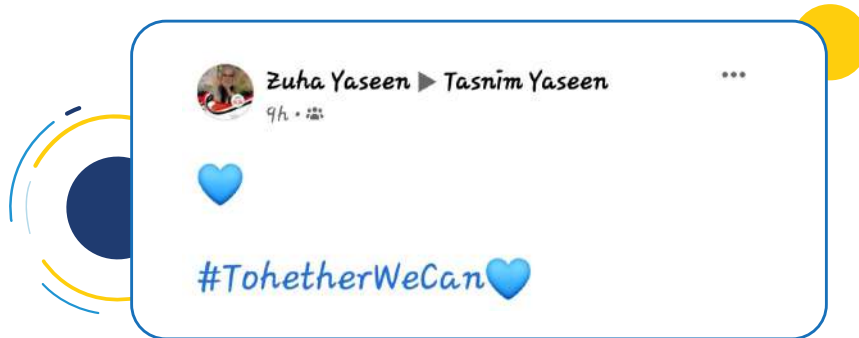 Zuha Yaseen ▶ Tasnim Yaseen
9h ·
💙
#TohetherWeCan💙